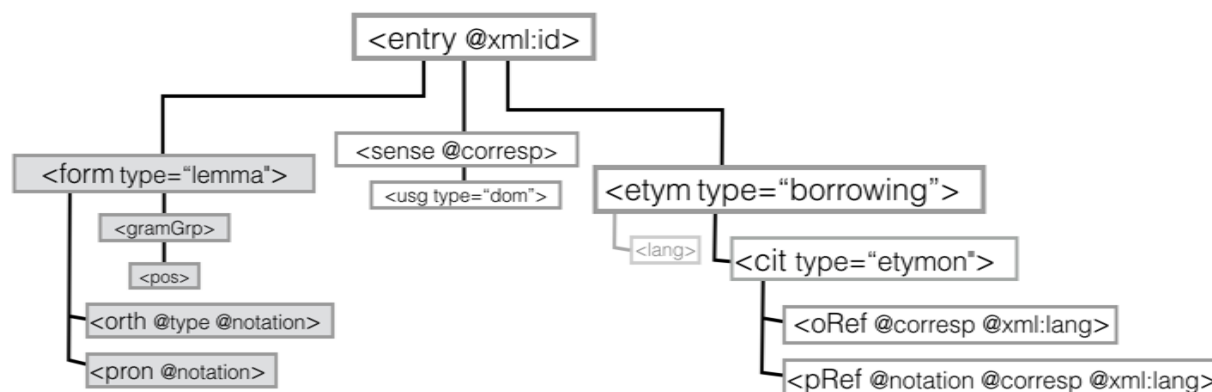 <entry @xml:id>
<form type=“lemma">
<gramGrp>
<pos>
<orth @type @notation>
<pron @notation>
<sense @corresp>
<usg type=“dom”>
<etym type=“borrowing”>
<lang>
<cit type=“etymon">
<oRef @corresp @xml:lang>
<pRef @notation @corresp @xml:lang>